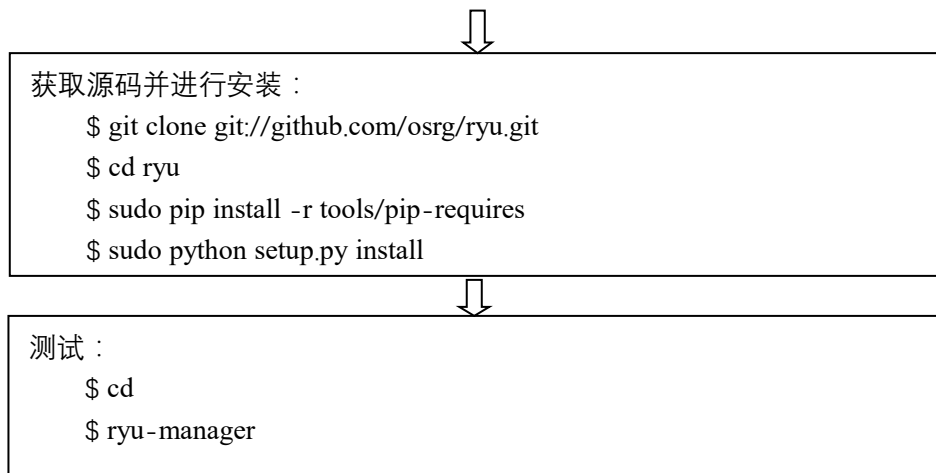 获取源码并进行安装：
$ git clone git://github.com/osrg/ryu.git
$ cd ryu
$ sudo pip install -r tools/pip-requires
$ sudo python setup.py install
测试：
$ cd
$ ryu-manager